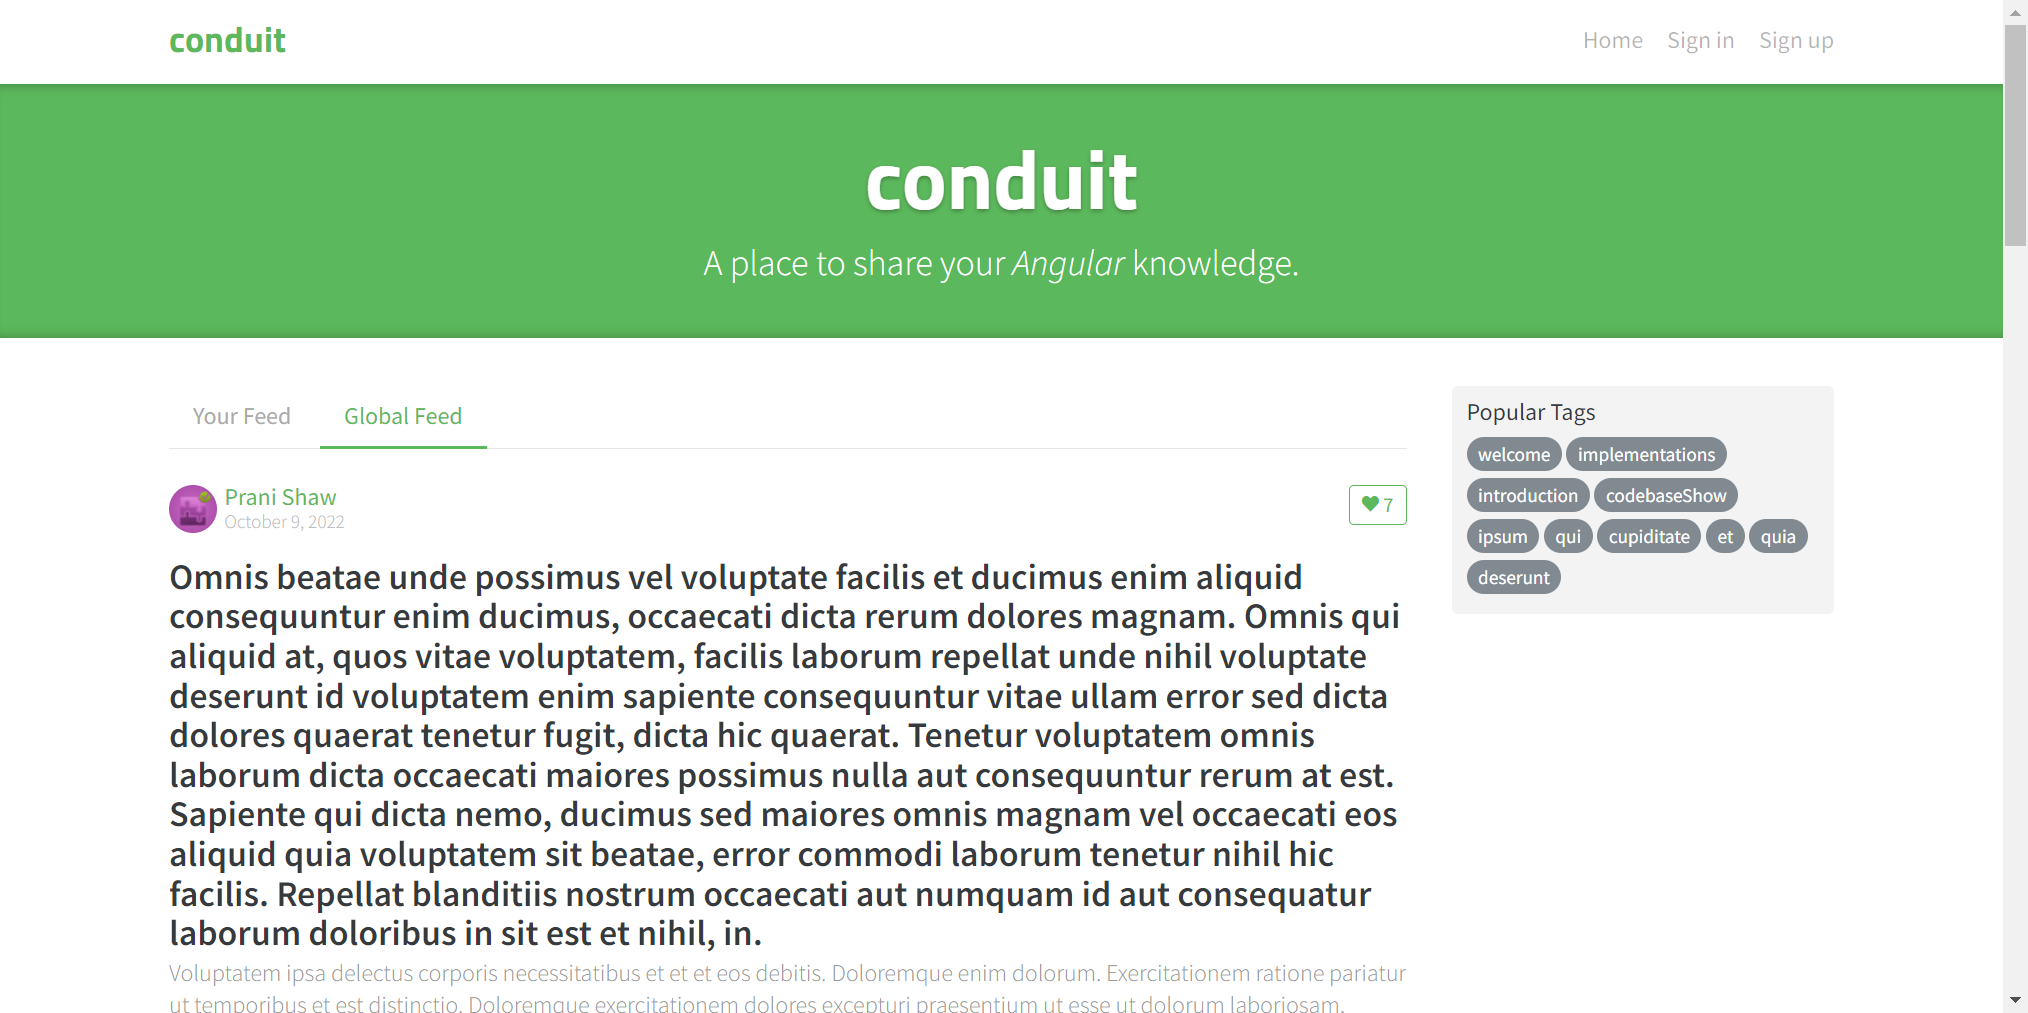 conduit
Home Sign in Sign up
conduit
A place to share your Angular knowledge.
Your Feed Global Feed
Prani Shaw
October 9, 2022
7
Omnis beatae unde possimus vel voluptate facilis et ducimus enim aliquid
consequuntur enim ducimus, occaecati dicta rerum dolores magnam. Omnis qui
aliquid at, quos vitae voluptatem, facilis laborum repellat unde nihil voluptate
deserunt id voluptatem enim sapiente consequuntur vitae ullam error sed dicta
dolores quaerat tenetur fugit, dicta hic quaerat. Tenetur voluptatem omnis
laborum dicta occaecati maiores possimus nulla aut consequuntur rerum at est.
Sapiente qui dicta nemo, ducimus sed maiores omnis magnam vel occaecati eos
aliquid quia voluptatem sit beatae, error commodi laborum tenetur nihil hic
facilis. Repellat blanditiis nostrum occaecati aut numquam id aut consequatur
laborum doloribus in sit est et nihil, in.
Voluptatem ipsa delectus corporis necessitatibus et et et eos debitis. Doloremque enim dolorum. Exercitationem ratione pariatur
ut temporibus et est distinctio. Doloremque exercitationem dolores excepturi praesentium ut esse ut dolorum laboriosam.
Popular Tags
welcome implementations
introduction codebaseShow
ipsum qui cupiditate et quia
deserunt